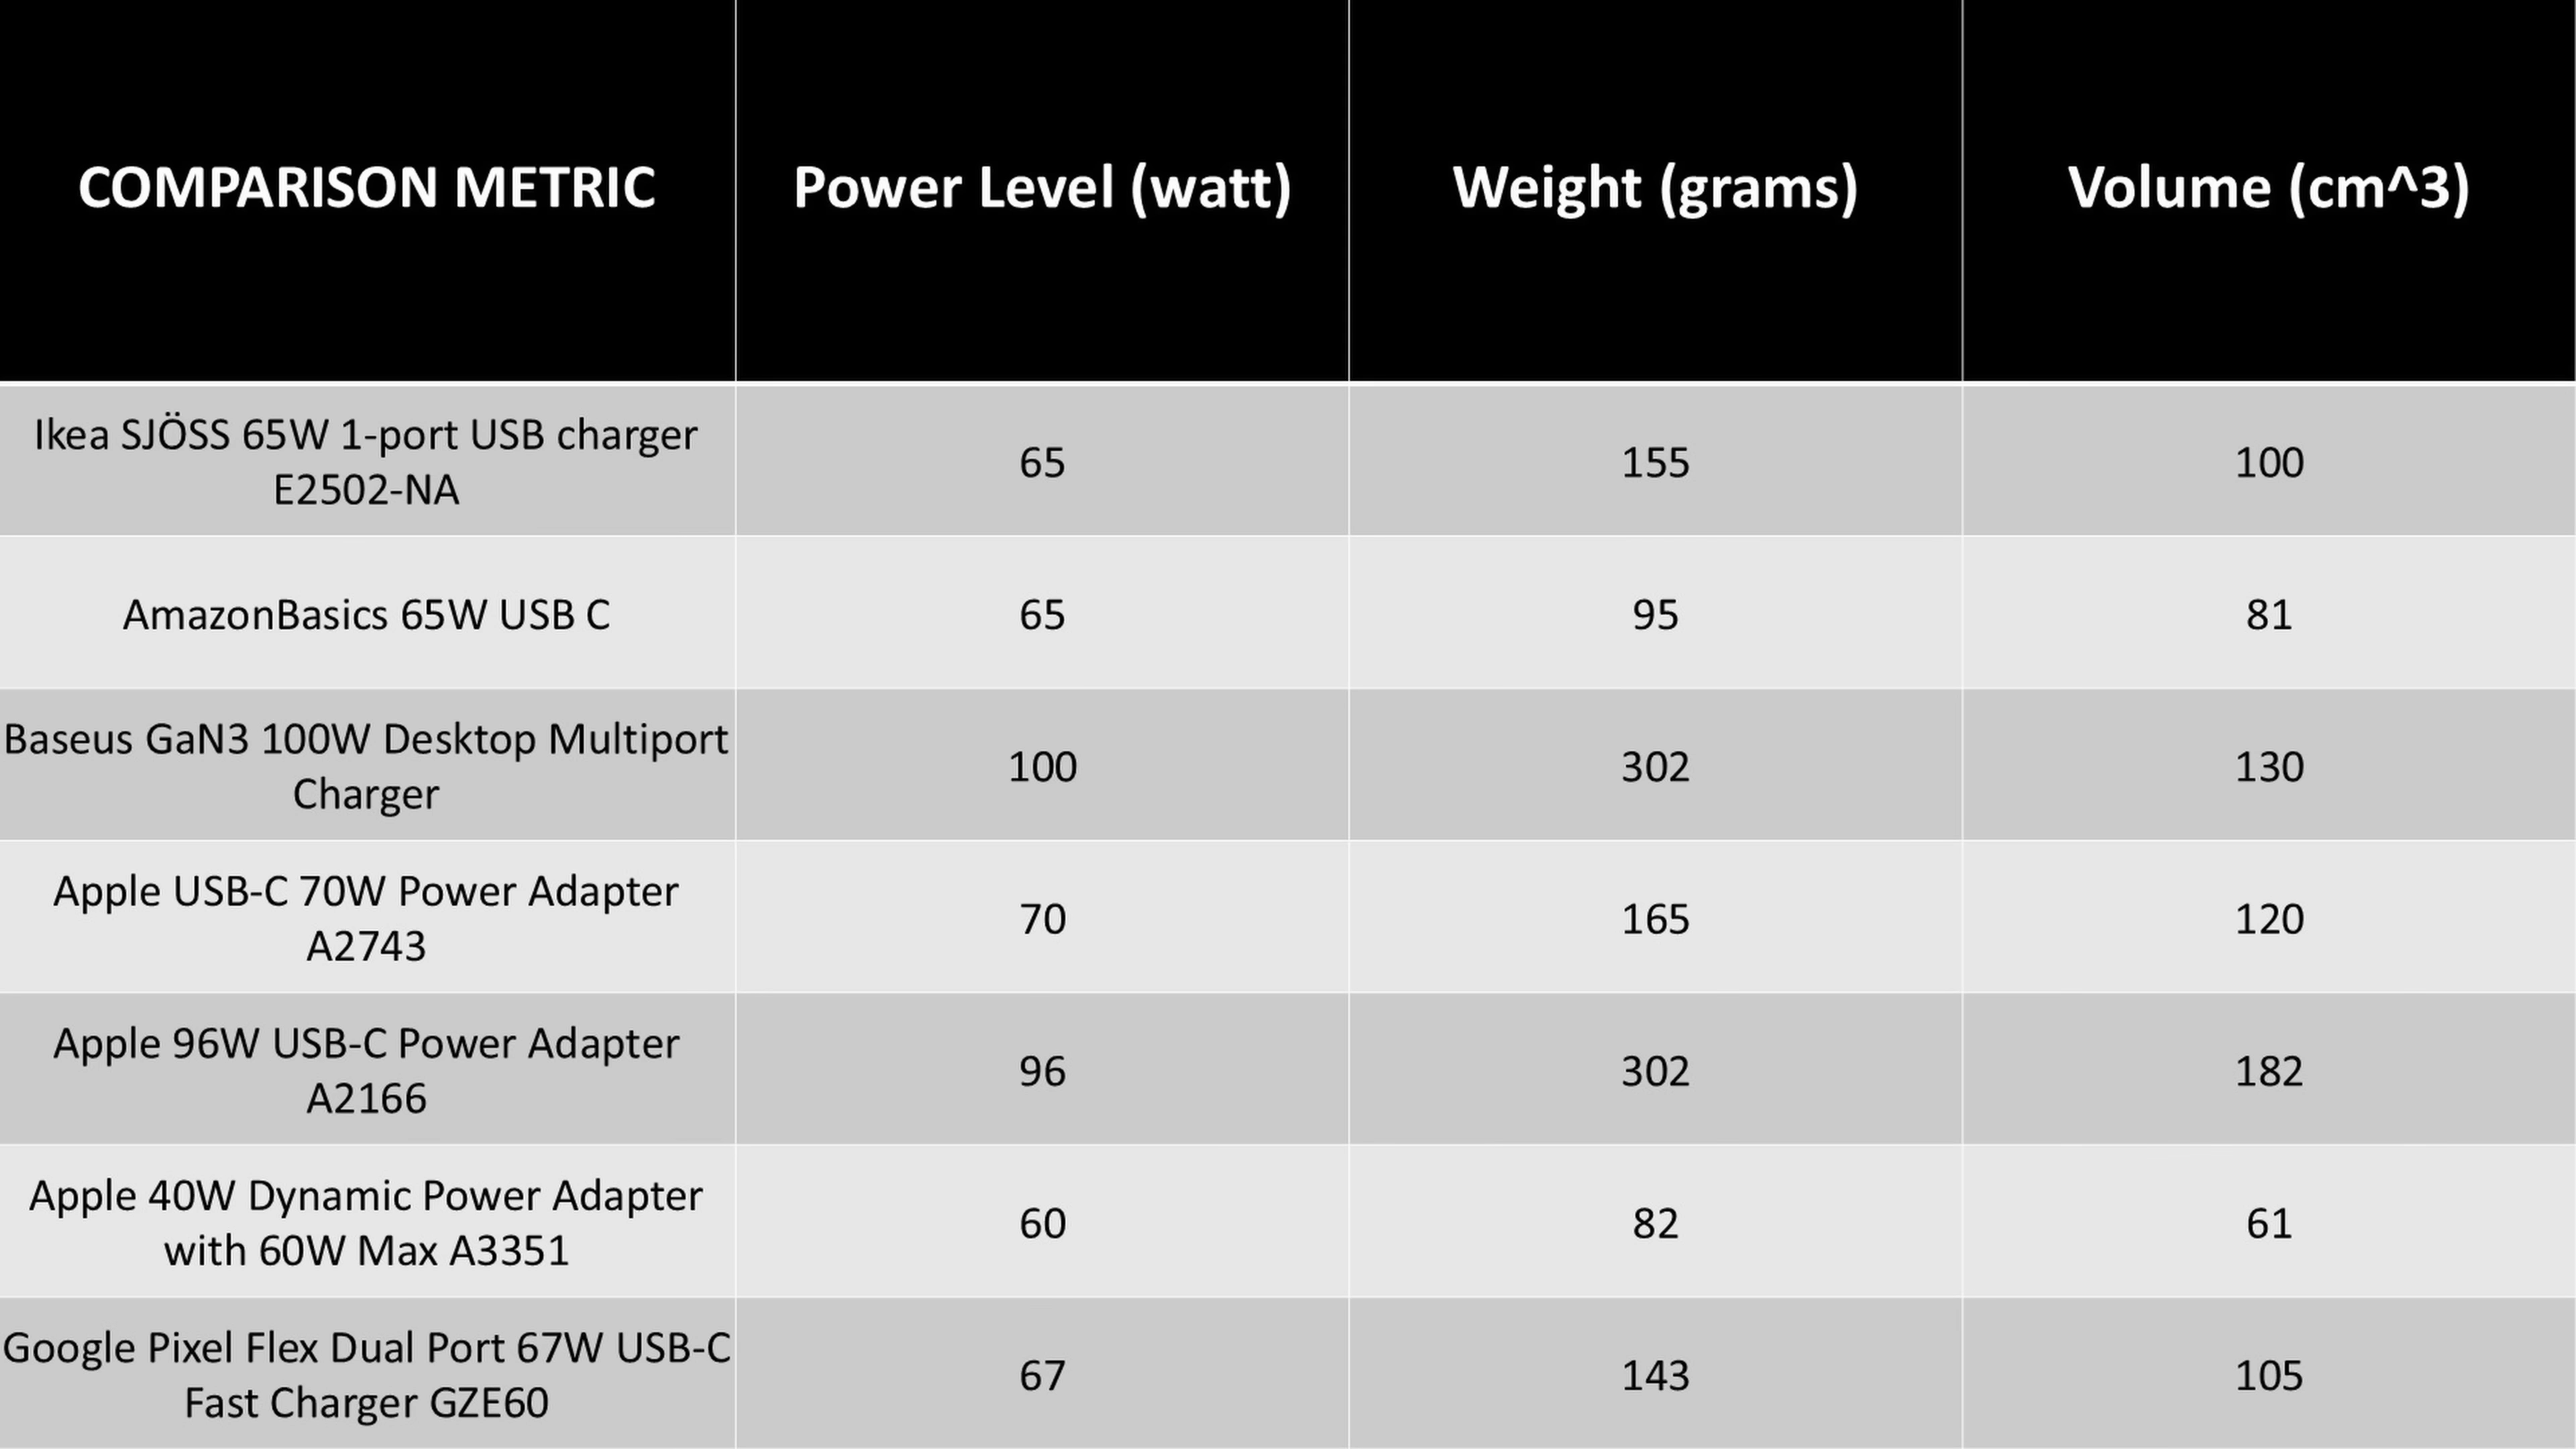 COMPARISON METRIC Power Level (watt) Weight (grams) Volume (cm^3)
Ikea SJÖSS 65W 1-port USB charger
E2502-NA 65 155 100
AmazonBasics 65W USB C 65 95 81
Baseus GaN3 100W Desktop Multiport
Charger 100 302 130
Apple USB-C 70W Power Adapter
A2743 70 165 120
Apple 96W USB-C Power Adapter
A2166 96 302 182
Apple 40W Dynamic Power Adapter
with 60W Max A3351 60 82 61
Google Pixel Flex Dual Port 67W USB-C
Fast Charger GZE60 67 143 105